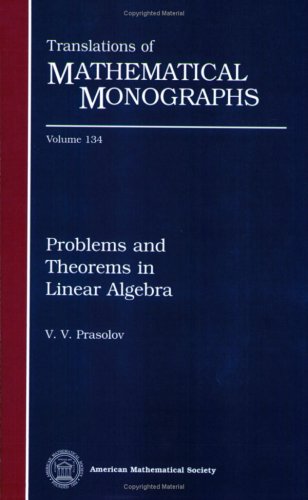 Translations of
MATHEMATICAL
MONOGRAPHS
Volume 134
Problems and
Theorems in
Linear Algebra
V. V. Prasolov
American Mathematical Society